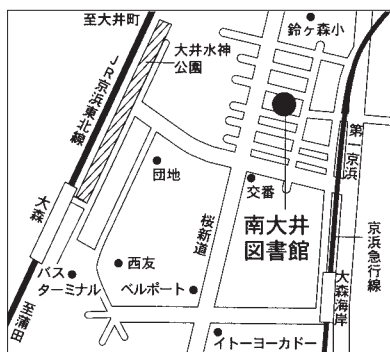 至大井町
鈴ヶ森小
大井水神
公園
JR京浜東北線
第一京浜
団地
交番
大森
桜新道
南大井
図書館
京浜急行線
西友
バス
ターミナル
ベルポート
大森海岸
至蒲田
イトーヨーカドー